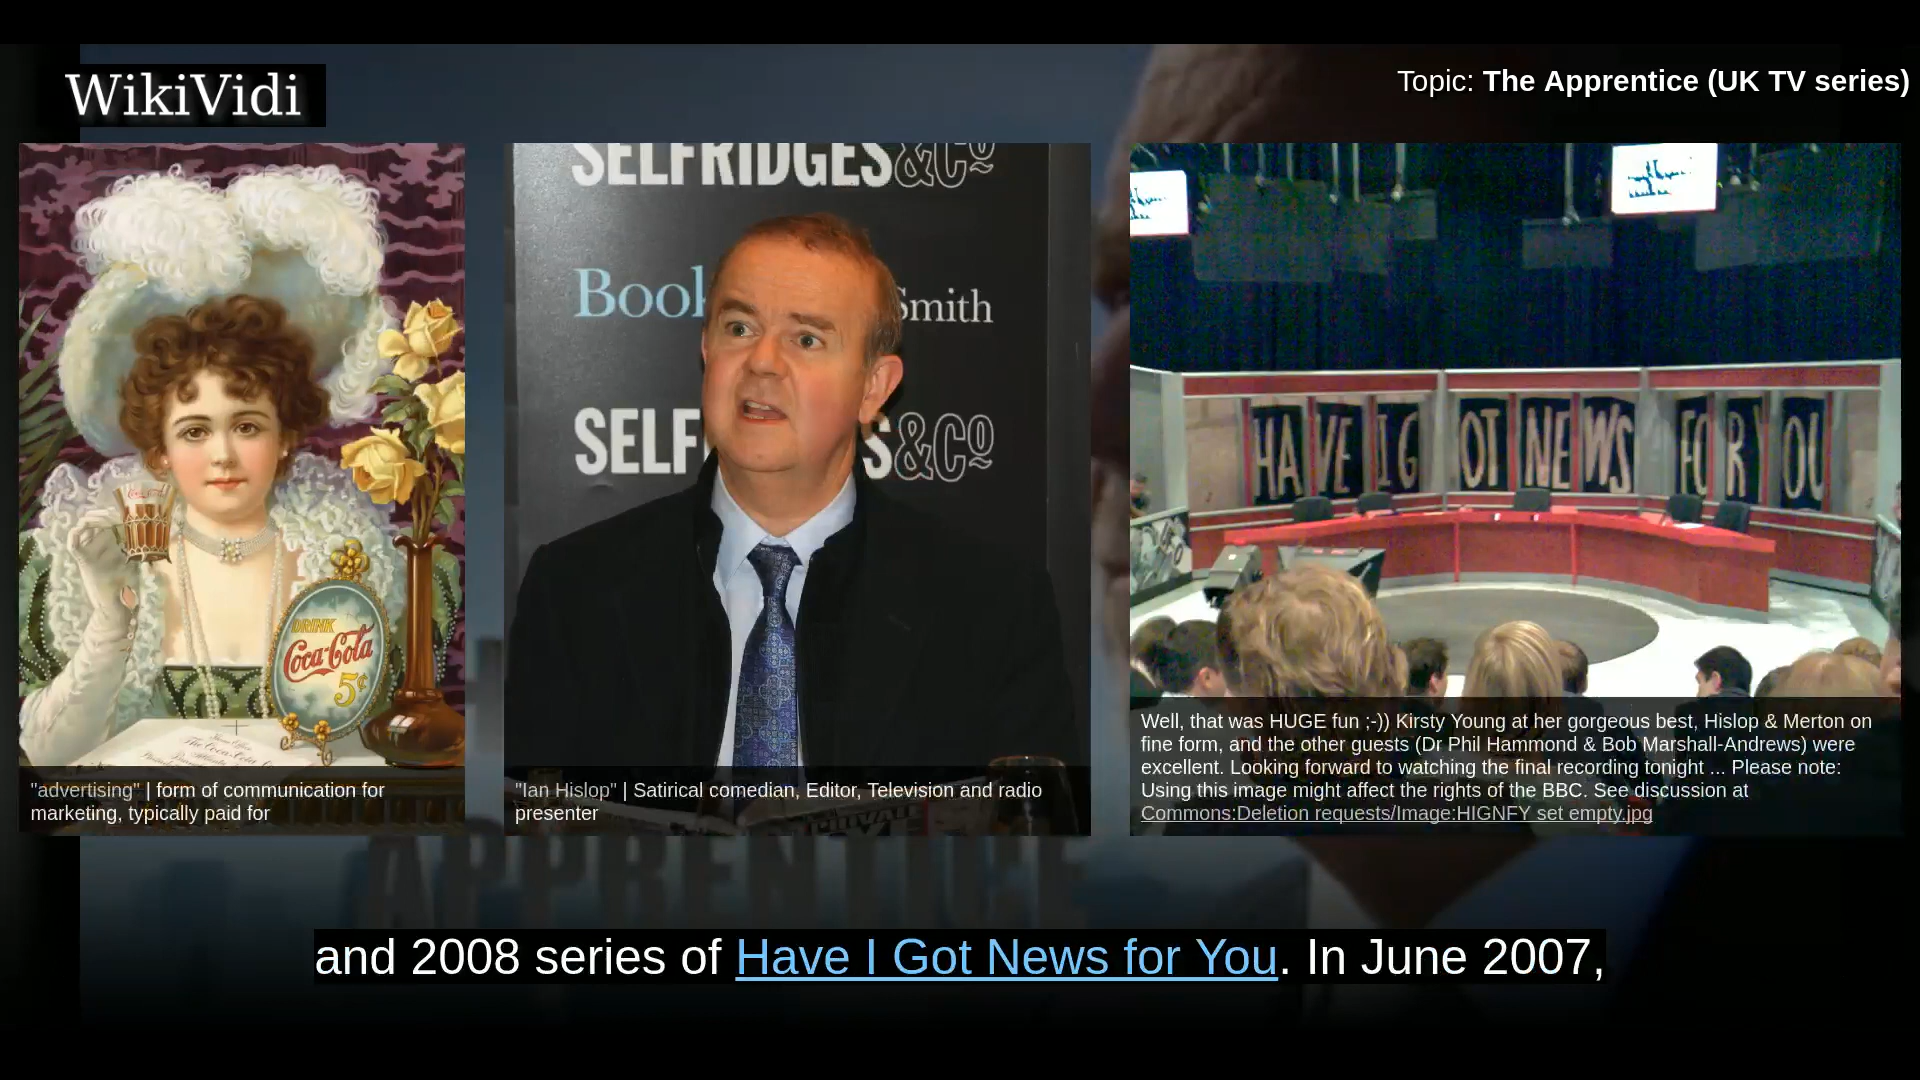 WikiVidi
Topic: The Apprentice (UK TV series)
SELFRIDGES&Cº
Book
Smith
SELF
S&Cº
HAVE I GOT NEWS FOR YOU
DRINK
Coca-Cola
5¢
"advertising" | form of communication for
marketing, typically paid for
"Ian Hislop" | Satirical comedian, Editor, Television and radio
presenter
Well, that was HUGE fun ;-)) Kirsty Young at her gorgeous best, Hislop & Merton on
fine form, and the other guests (Dr Phil Hammond & Bob Marshall-Andrews) were
excellent. Looking forward to watching the final recording tonight ... Please note:
Using this image might affect the rights of the BBC. See discussion at
Commons:Deletion requests/Image:HIGNFY set empty.jpg
APPRENTICE
and 2008 series of Have I Got News for You. In June 2007,